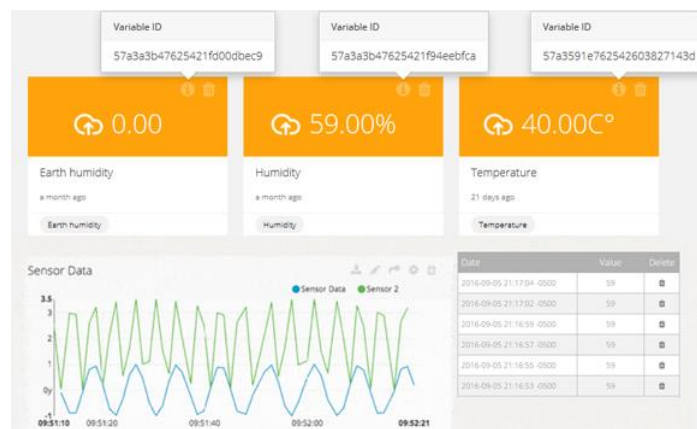 Variable ID
57a3a3b47625421fd00dbec9
Variable ID
57a3a3b47625421f94eebfca
Variable ID
57a3591e762542603827143d
0.00
59.00%
40.00C°
Earth humidity
a month ago
Earth humidity
Humidity
a month ago
Humidity
Temperature
21 days ago
Temperature
Sensor Data
Sensor Data Sensor 2
3.5
3
2
1
0y
-1
09:51:10 09:51:20 09:51:40 09:52:00 09:52:21
Date Value Delete
2016-09-05 21:17:04 -0500 59
2016-09-05 21:17:02 -0500 59
2016-09-05 21:16:59 -0500 59
2016-09-05 21:16:57 -0500 59
2016-09-05 21:16:55 -0500 59
2016-09-05 21:16:53 -0500 59